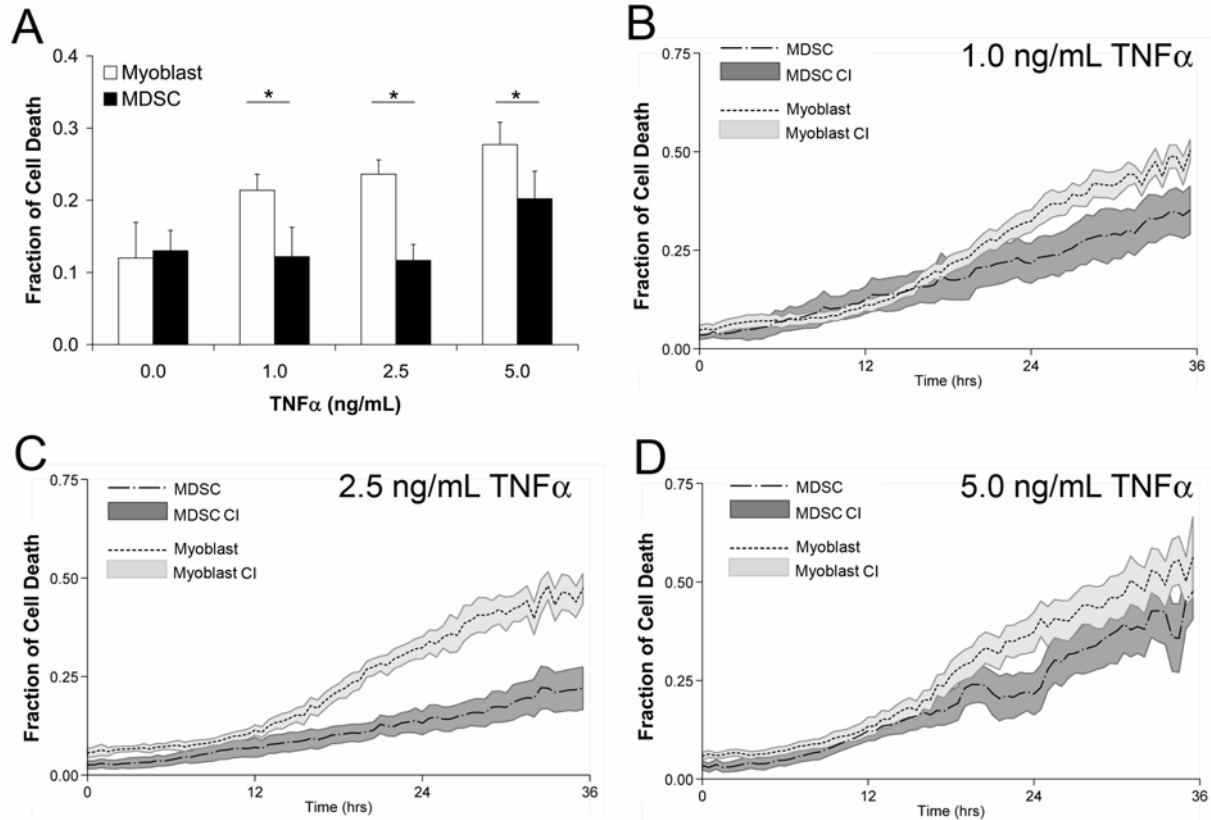 A
Fraction of Cell Death
0.4
0.3
0.2
0.1
0.0
Myoblast
MDSC
* * *
0.0 1.0 2.5 5.0
TNFα (ng/mL)
B
1.0 ng/mL TNFα
Fraction of Cell Death
0.75
0.50
0.25
0.00
MDSC
MDSC CI
Myoblast
Myoblast CI
0 12 24 36
Time (hrs)
C
2.5 ng/mL TNFα
Fraction of Cell Death
0.75
0.50
0.25
0.00
MDSC
MDSC CI
Myoblast
Myoblast CI
0 12 24 36
Time (hrs)
D
5.0 ng/mL TNFα
Fraction of Cell Death
0.75
0.50
0.25
0.00
MDSC
MDSC CI
Myoblast
Myoblast CI
0 12 24 36
Time (hrs)